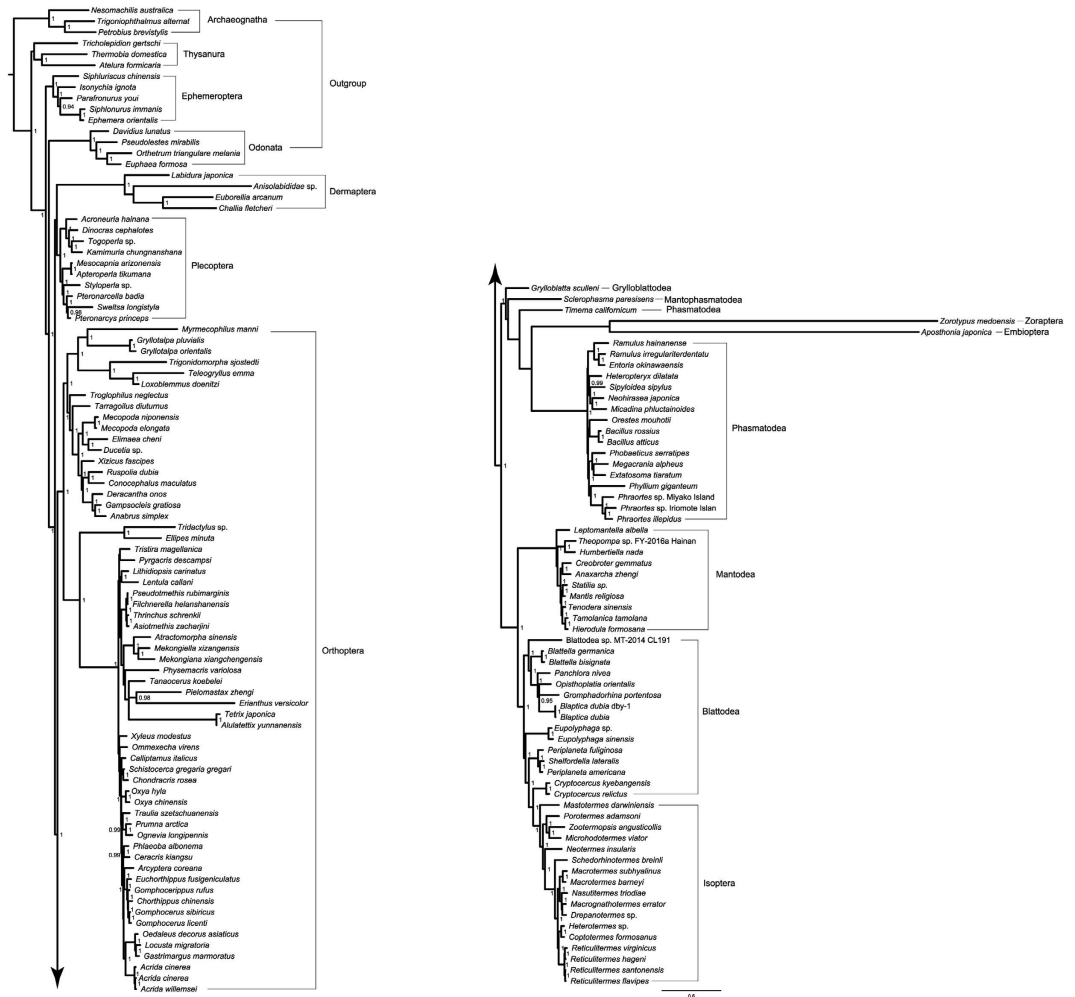 Nesomachilis australica
Trigoniophthalmus alternat
Petrobius brevistylis
Archaeognatha
Tricholepidion gertschi
Thermobia domestica
Atelura formicaria
Thysanura
Siphluriscus chinensis
Isonychia ignota
Parafronurus youi
Siphlonurus immanis
Ephemera orientalis
Ephemeroptera
Outgroup
Davidius lunatus
Pseudolestes mirabilis
Orthetrum triangulare melania
Euphaea formosa
Odonata
Labidura japonica
Anisolabididae sp.
Euborellia arcanum
Challia fletcheri
Dermaptera
Acroneuria hainana
Dinocras cephalotes
Togoperla sp.
Kamimuria chungnanshana
Mesocapnia arizonensis
Apteroperla tikumana
Styloperla sp.
Pteronarcella badia
Sweltsa longistyla
Pteronarcys princeps
Plecoptera
Myrmecophilus manni
Gryllotalpa pluvialis
Gryllotalpa orientalis
Trigonidomorpha sjostedti
Teleogryllus emma
Loxoblemmus doenitzi
Troglophilus neglectus
Tarragoilus diuturnus
Mecopoda niponensis
Mecopoda elongata
Elimaea cheni
Ducetia sp.
Xizicus fascipes
Ruspolia dubia
Conocephalus maculatus
Deracantha onos
Gampsocleis gratiosa
Anabrus simplex
Tridactylus sp.
Ellipes minuta
Tristira magellanica
Pyrgacris descampsi
Lithidiopsis carinatus
Lentula callani
Pseudotmethis rubimarginis
Filchnerella helanshanensis
Thrinchus schrenkii
Asiotmethis zacharjini
Atractomorpha sinensis
Mekongiella xizangensis
Mekongiana xiangchengensis
Orthoptera
Physemacris variolosa
Tanaocerus koebelei
Pielomastax zhengi
Erianthus versicolor
Tetrix japonica
Alulatettix yunnanensis
Xyleus modestus
Ommexecha virens
Calliptamus italicus
Schistocerca gregaria gregari
Chondracris rosea
Oxya hyla
Oxya chinensis
Traulia szetschuanensis
Prumna arctica
Ognevia longipennis
Phlaeoba albonema
Ceracris kiangsu
Arcyptera coreana
Euchorthippus fusigeniculatus
Gomphocerippus rufus
Chorthippus chinensis
Gomphocerus sibiricus
Gomphocerus licenti
Oedaleus decorus asiaticus
Locusta migratoria
Gastrimargus marmoratus
Acrida cinerea
Acrida cinerea
Acrida willemsei
0.94
0.98
0.98
0.99
0.99
Grylloblatta sculleni Grylloblattodea
Sclerophasma paresisens Mantophasmatodea
Timema californicum Phasmatodea
Zorotypus medoensis Zoraptera
Aposthonia japonica Embioptera
Ramulus hainanense
Ramulus irregulariterdentatu
Entoria okinawaensis
Heteropteryx dilatata
0.99
Sipyloidea sipylus
Neohirasea japonica
Micadina phluctainoides
Orestes mouhotii
Bacillus rossius
Bacillus atticus
Phasmatodea
Phobaeticus serratipes
Megacrania alpheus
Extatosoma tiaratum
Phyllium giganteum
Phraortes sp. Miyako Island
Phraortes sp. Iriomote Islan
Phraortes illepidus
Leptomantella albella
Theopompa sp. FY-2016a Hainan
Humbertiella nada
Creobroter gemmatus
Anaxarcha zhengi
Statilia sp.
Mantis religiosa
Tenodera sinensis
Tamolanica tamolana
Hierodula formosana
Mantodea
Blattodea sp. MT-2014 CL191
Blattella germanica
Blattella bisignata
Panchlora nivea
Opisthoplatia orientalis
Gromphadorhina portentosa
0.95
Blaptica dubia dby-1
Blaptica dubia
Blattodea
Eupolyphaga sp.
Eupolyphaga sinensis
Periplaneta fuliginosa
Shelfordella lateralis
Periplaneta americana
Cryptocercus kyebangensis
Cryptocercus relictus
Mastotermes darwiniensis
Porotermes adamsoni
Zootermopsis angusticollis
Microhodotermes viator
Neotermes insularis
Schedorhinotermes breinli
Macrotermes subhyalinus
Macrotermes barneyi
Nasutitermes triodiae
Macrognathotermes errator
Drepanotermes sp.
Isoptera
Heterotermes sp.
Coptotermes formosanus
Reticulitermes virginicus
Reticulitermes hageni
Reticulitermes santonensis
Reticulitermes flavipes